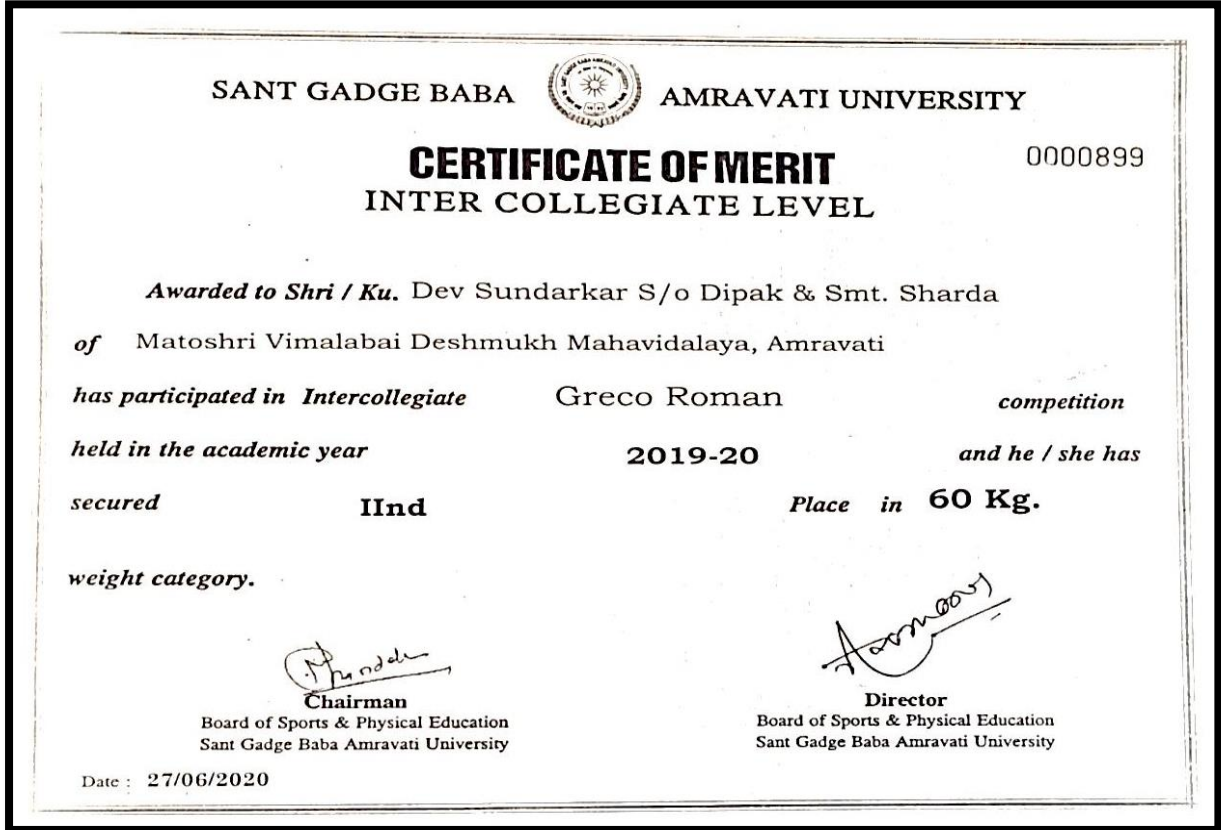 SANT GADGE BABA AMRAVATI UNIVERSITY
CERTIFICATE OF MERIT
0000899
INTER COLLEGIATE LEVEL
Awarded to Shri / Ku. Dev Sundarkar S/o Dipak & Smt. Sharda
of Matoshri Vimalabai Deshmukh Mahavidalaya, Amravati
has participated in Intercollegiate Greco Roman competition
held in the academic year 2019-20 and he / she has
secured IInd Place in 60 Kg.
weight category.
Chairman
Board of Sports & Physical Education
Sant Gadge Baba Amravati University
Director
Board of Sports & Physical Education
Sant Gadge Baba Amravati University
Date : 27/06/2020